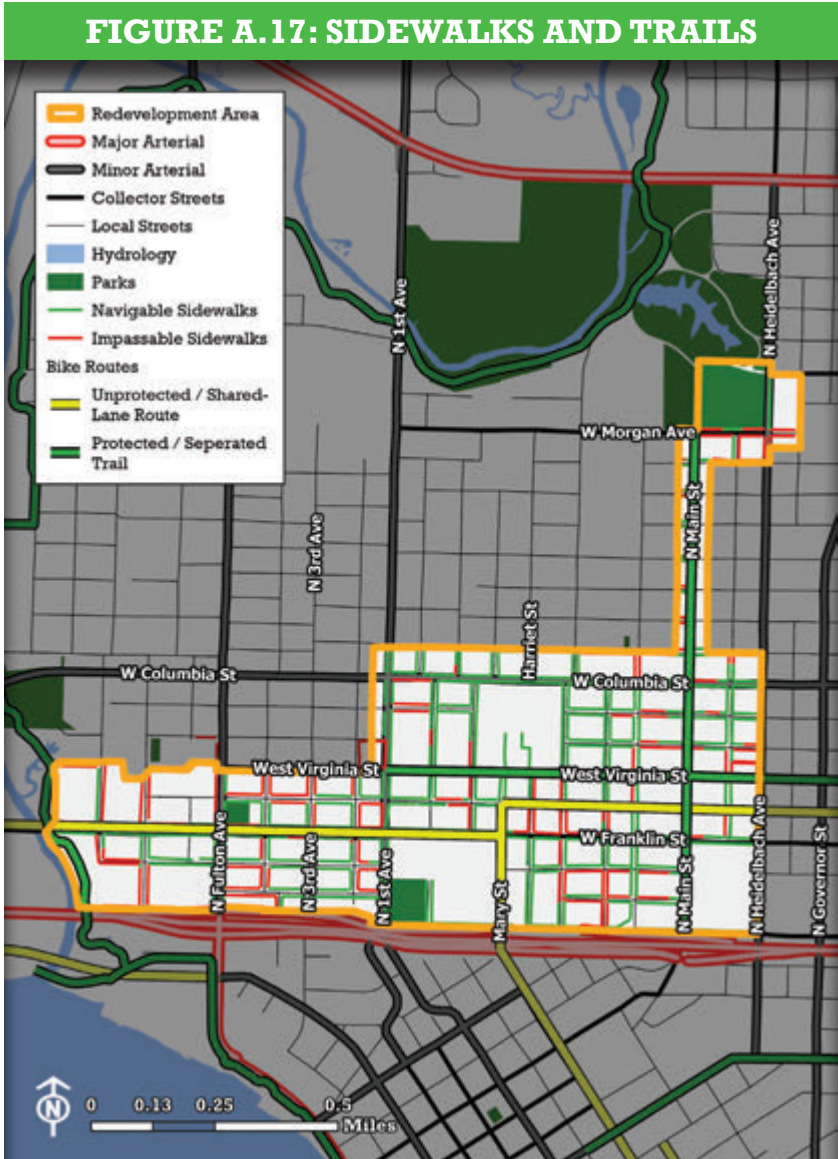 FIGURE A.17: SIDEWALKS AND TRAILS
Redevelopment Area
Major Arterial
Minor Arterial
Collector Streets
Local Streets
Hydrology
Parks
Navigable Sidewalks
Impassable Sidewalks
Bike Routes
Unprotected / Shared-
Lane Route
Protected / Seperated
Trail
N 1st Ave
N Heidelbach Ave
W Morgan Ave
N Main St
N 3rd Ave
Harriet St
W Columbia St
W Columbia St
West Virginia St
West Virginia St
N Fulton Ave
N 3rd Ave
N 1st Ave
Mary St
W Franklin St
N Main St
N Heidelbach Ave
N Governor St
N
0 0.13 0.25 0.5
Miles